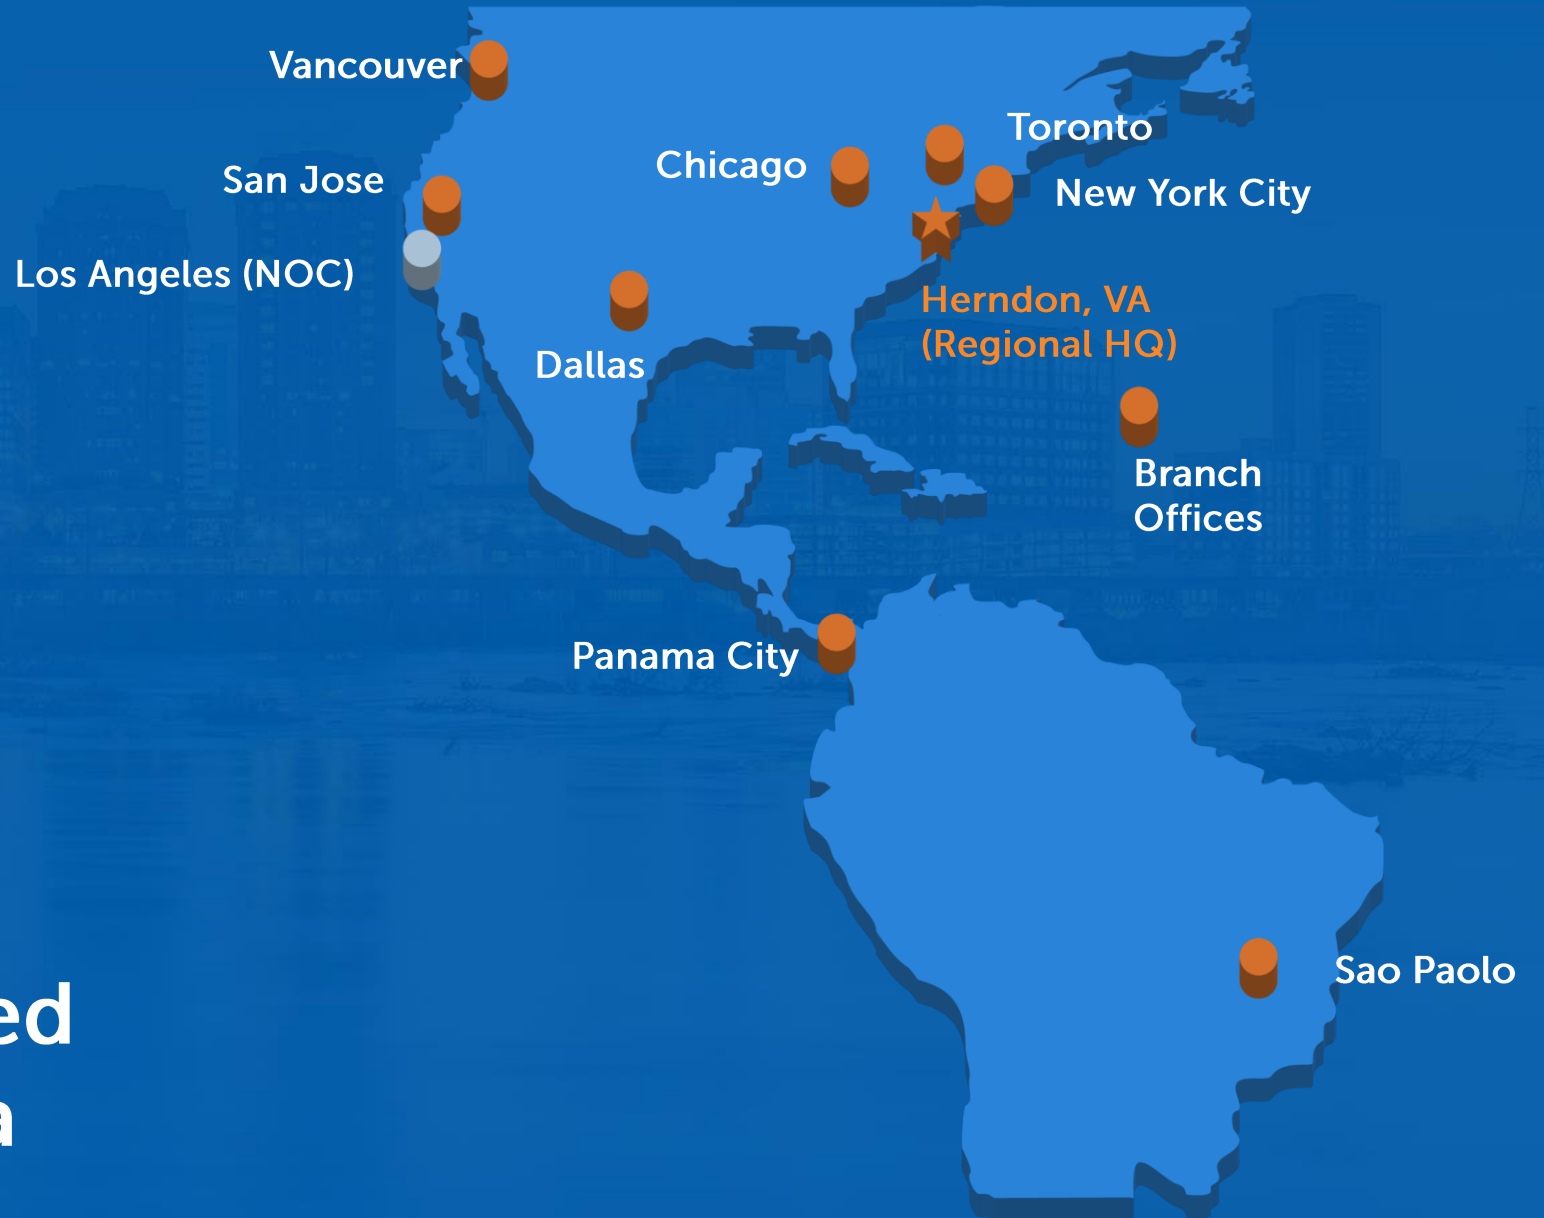 Vancouver
Toronto
Chicago
San Jose
New York City
Los Angeles (NOC)
Herndon, VA
(Regional HQ)
Dallas
Branch
Offices
Panama City
Sao Paolo
ed
a